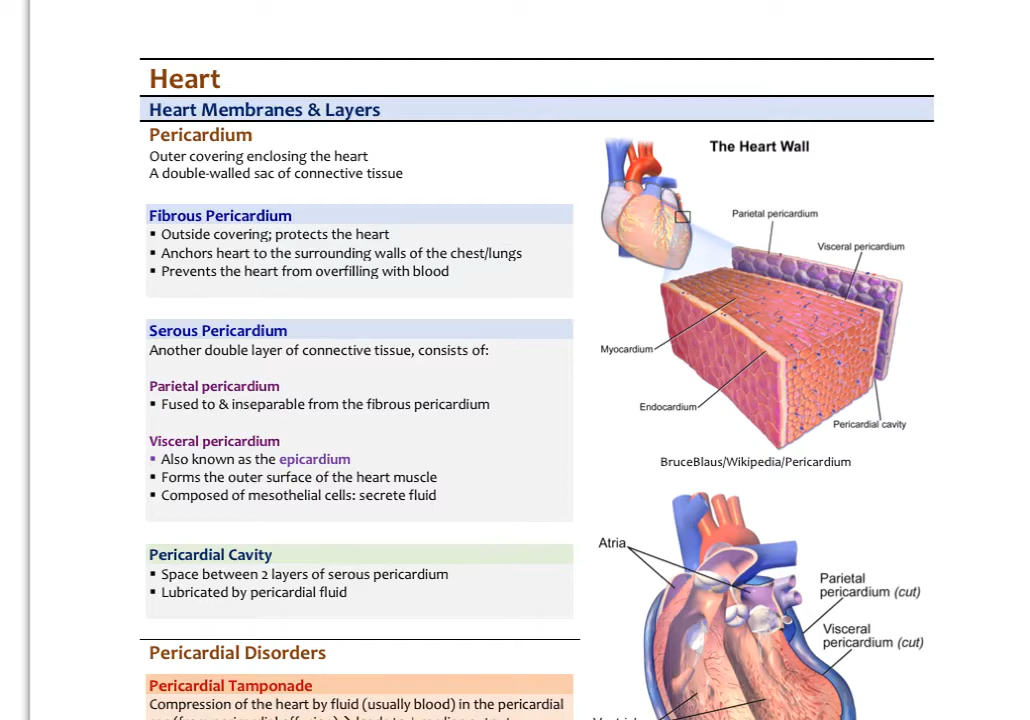 Heart
Heart Membranes & Layers
Pericardium
Outer covering enclosing the heart
A double-walled sac of connective tissue
Fibrous Pericardium
▪ Outside covering; protects the heart
▪ Anchors heart to the surrounding walls of the chest/lungs
▪ Prevents the heart from overfilling with blood
Serous Pericardium
Another double layer of connective tissue, consists of:
Parietal pericardium
▪ Fused to & inseparable from the fibrous pericardium
Visceral pericardium
▪ Also known as the epicardium
▪ Forms the outer surface of the heart muscle
▪ Composed of mesothelial cells: secrete fluid
Pericardial Cavity
▪ Space between 2 layers of serous pericardium
▪ Lubricated by pericardial fluid
Pericardial Disorders
Pericardial Tamponade
Compression of the heart by fluid (usually blood) in the pericardial
The Heart Wall
Parietal pericardium
Visceral pericardium
Myocardium
Endocardium
Pericardial cavity
BruceBlaus/Wikipedia/Pericardium
Atria
Parietal
pericardium (cut)
Visceral
pericardium (cut)